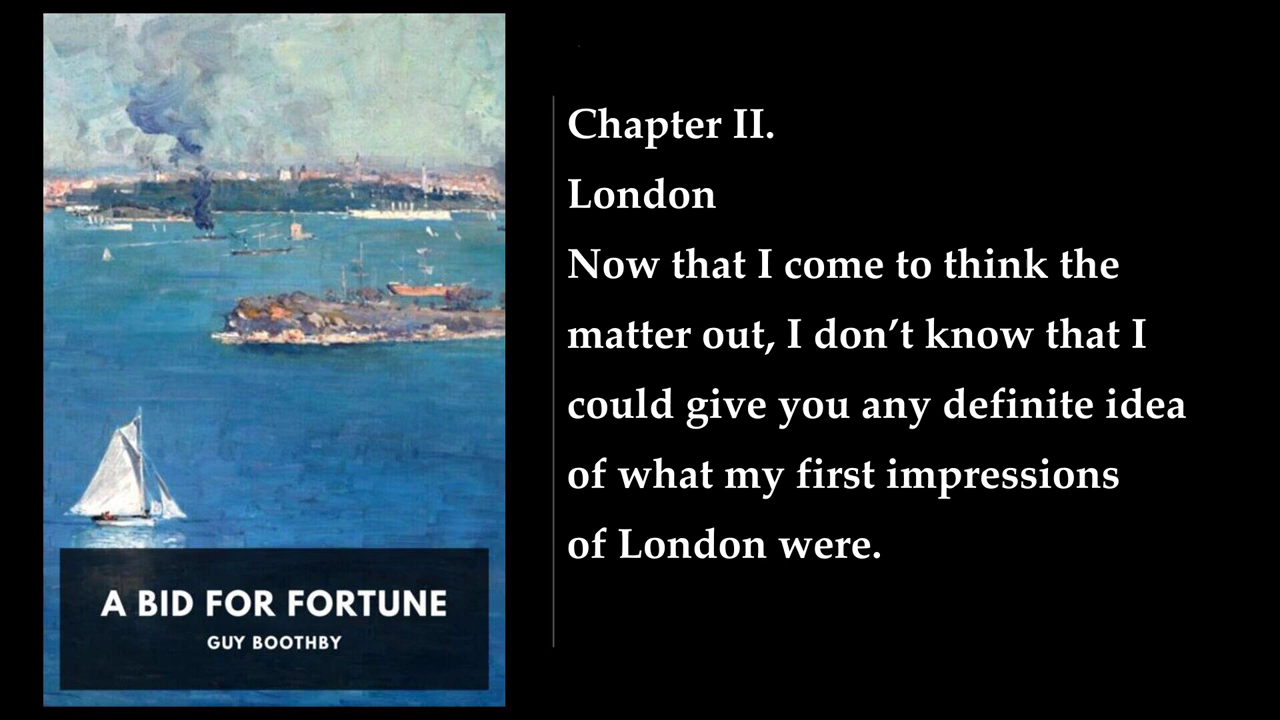 A BID FOR FORTUNE
GUY BOOTHBY
Chapter II.
London
Now that I come to think the
matter out, I don’t know that I
could give you any definite idea
of what my first impressions
of London were.